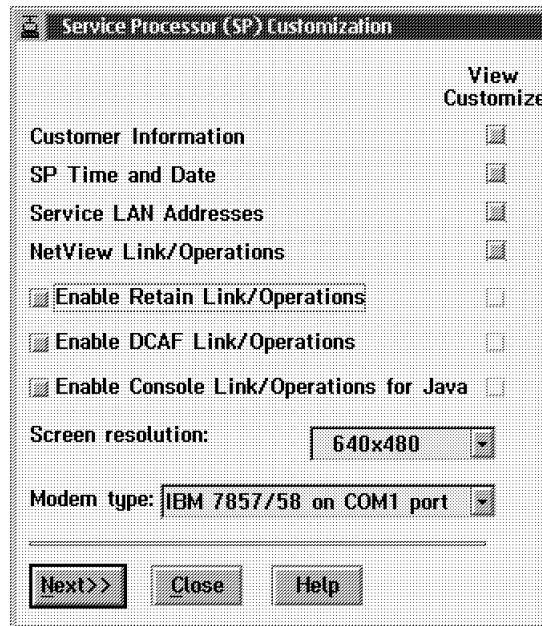 Service Processor (SP) Customization
View
Customize
Customer Information
SP Time and Date
Service LAN Addresses
NetView Link/Operations
Enable Retain Link/Operations
Enable DCAF Link/Operations
Enable Console Link/Operations for Java
Screen resolution: 640x480
Modem type: IBM 7857/58 on COM1 port
Next>> Close Help